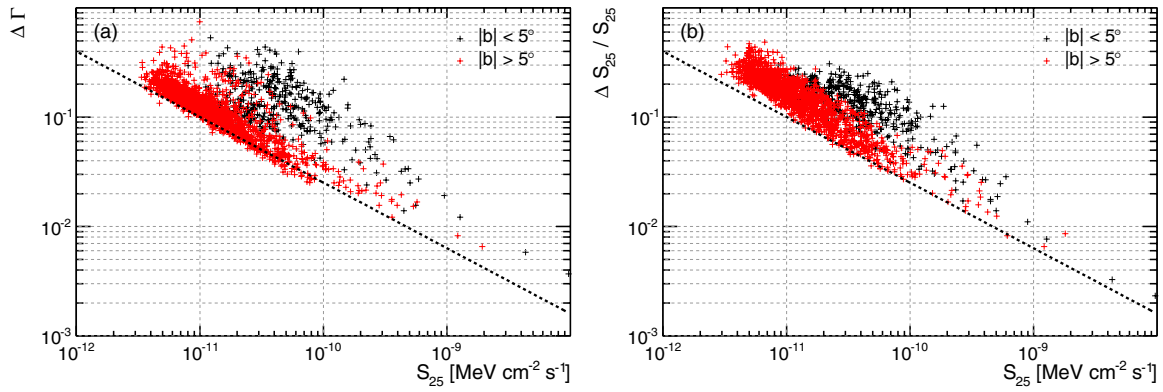 Δ Γ
(a)
|b| < 5°
|b| > 5°
10⁻¹
10⁻²
10⁻³
10⁻¹²
10⁻¹¹
10⁻¹⁰
10⁻⁹
S₂₅ [MeV cm⁻² s⁻¹]
Δ S₂₅ / S₂₅
(b)
|b| < 5°
|b| > 5°
10⁻¹
10⁻²
10⁻³
10⁻¹²
10⁻¹¹
10⁻¹⁰
10⁻⁹
S₂₅ [MeV cm⁻² s⁻¹]